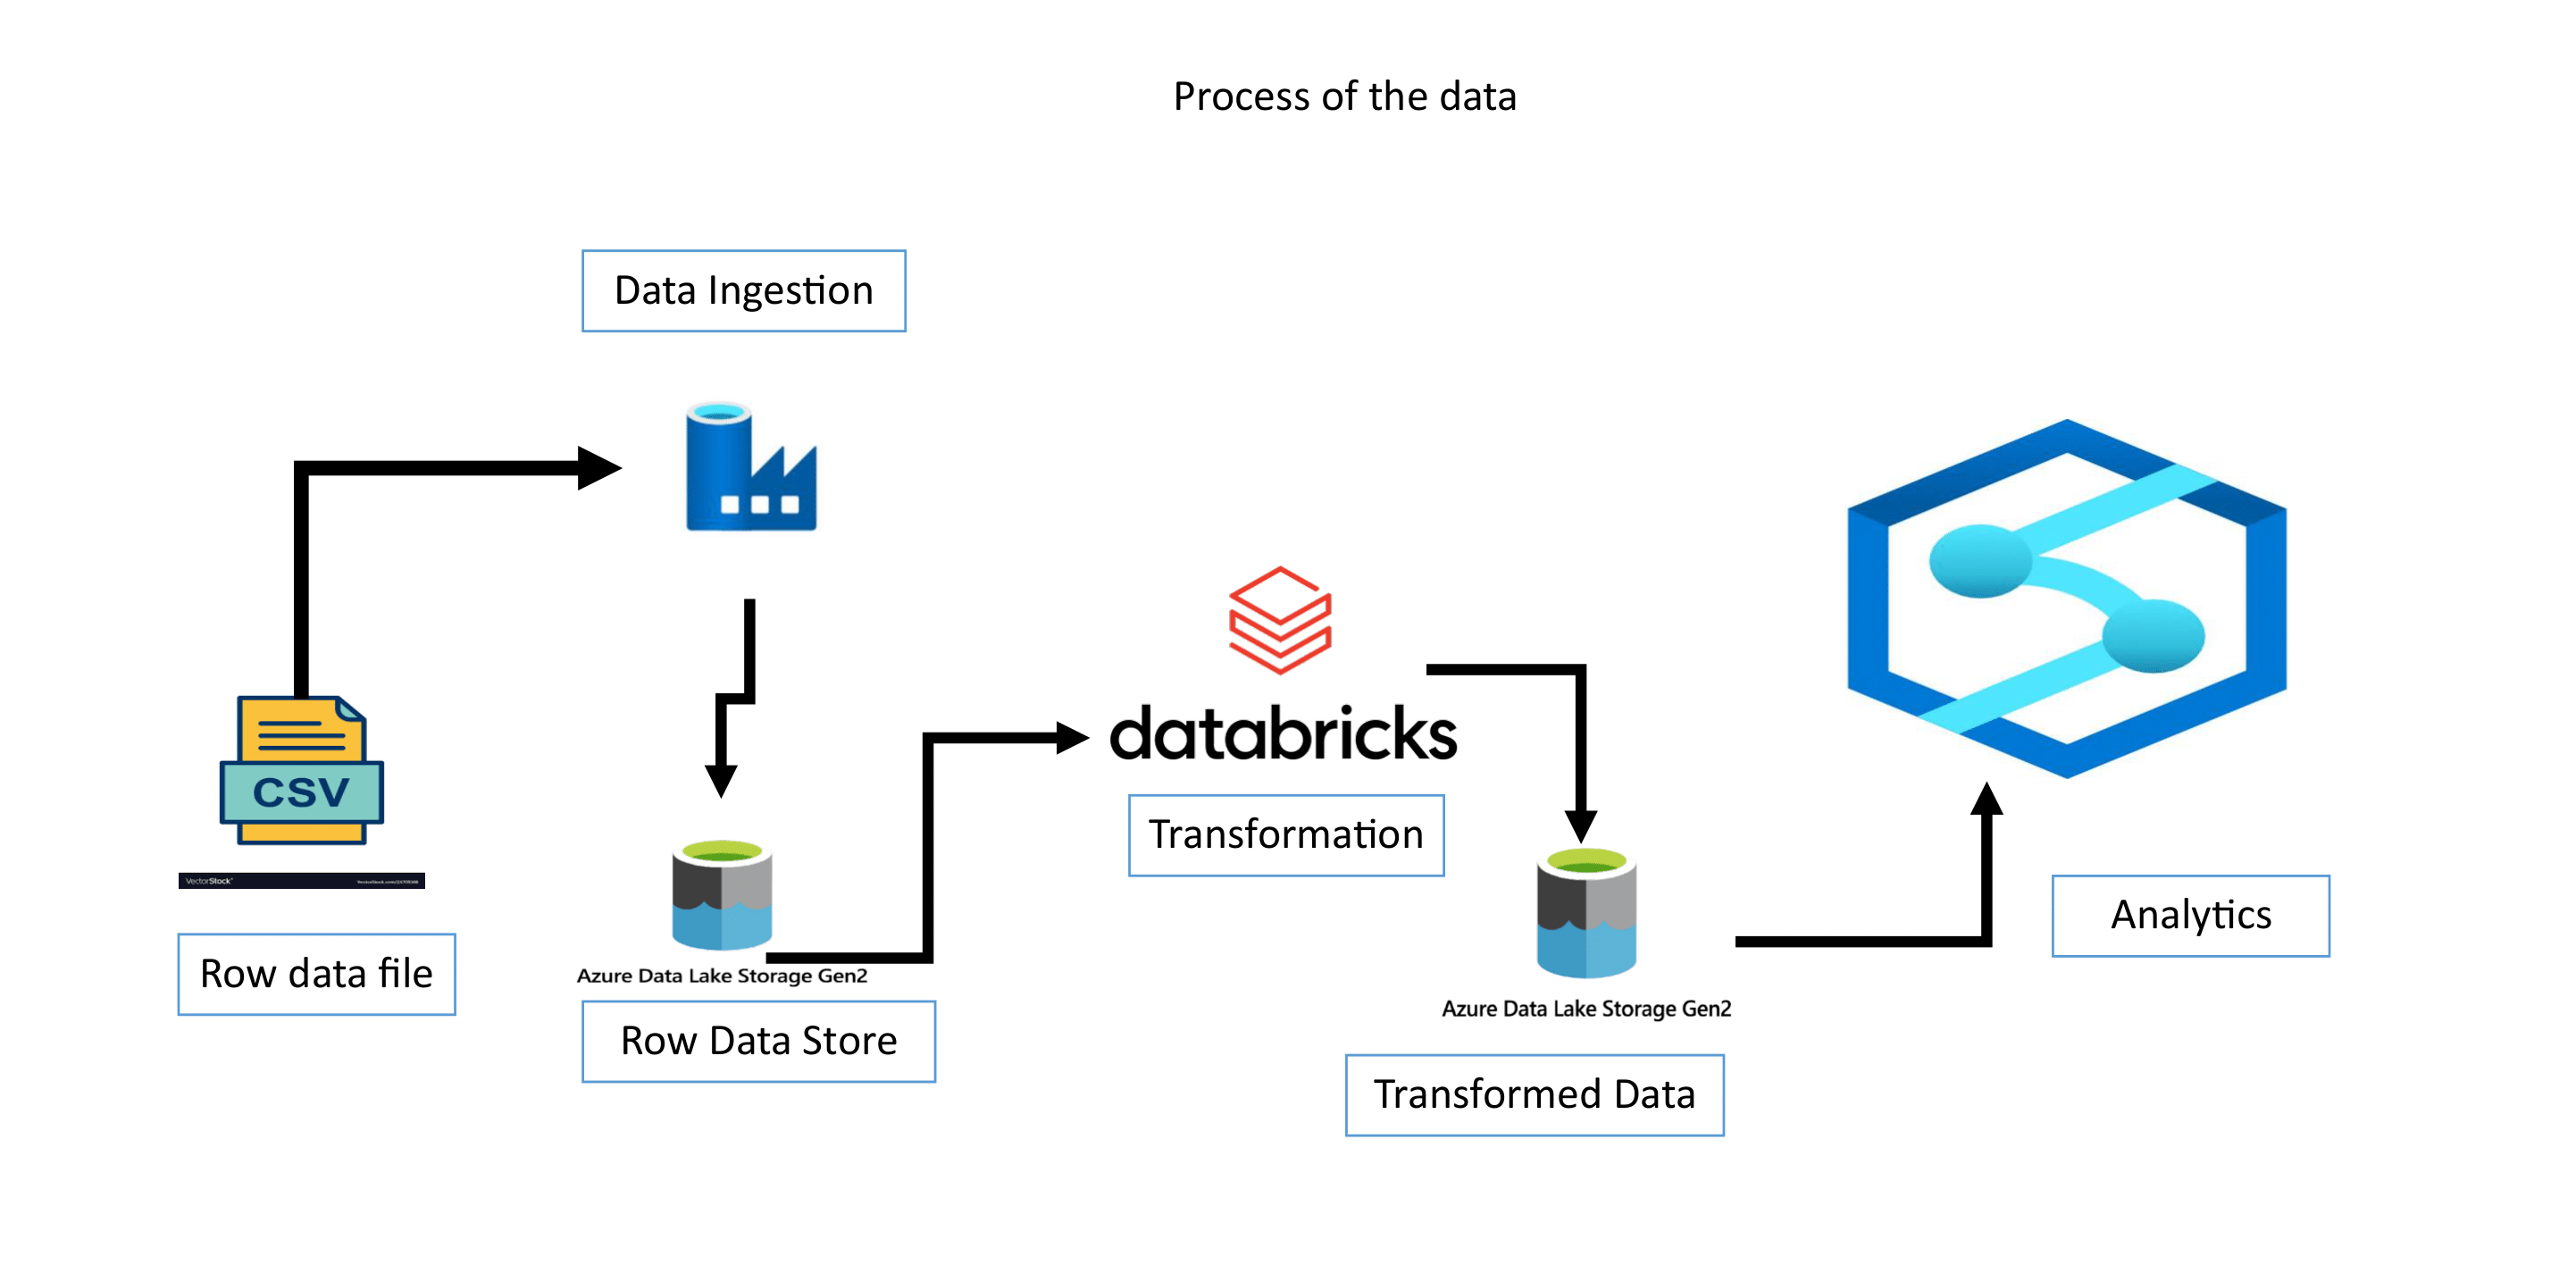 Process of the data
Data Ingestion
CSV
VectorStock®
Row data file
Azure Data Lake Storage Gen2
Row Data Store
databricks
Transformation
Azure Data Lake Storage Gen2
Transformed Data
Analytics